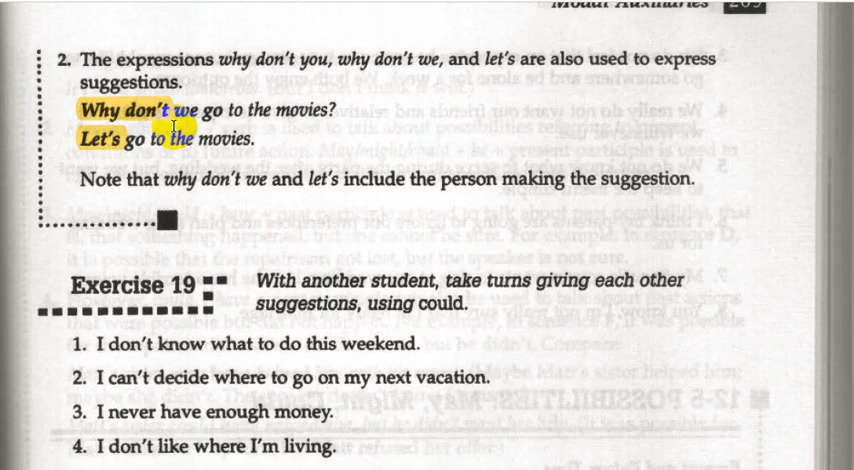 Modal Auxiliaries 269
2. The expressions why don't you, why don't we, and let's are also used to express
suggestions.
Why don't we go to the movies?
Let's go to the movies.
Note that why don't we and let's include the person making the suggestion.
Exercise 19
With another student, take turns giving each other
suggestions, using could.
1. I don't know what to do this weekend.
2. I can't decide where to go on my next vacation.
3. I never have enough money.
4. I don't like where I'm living.